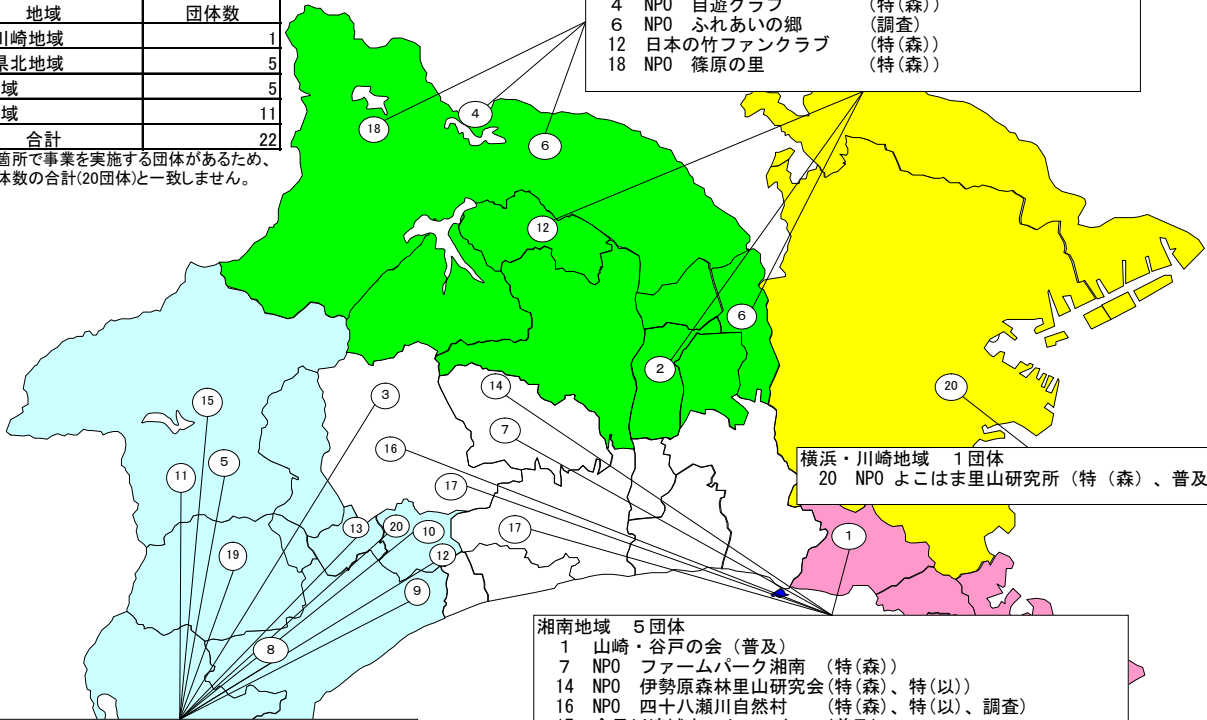 地域 団体数
川崎地域 1
県北地域 5
域 5
域 11
合計 22
箇所で事業を実施する団体があるため、
体数の合計(20団体)と一致しません。
4 NPO 自遊クラブ (特(森))
6 NPO ふれあいの郷 (調査)
12 日本の竹ファンクラブ (特(森))
18 NPO 篠原の里 (特(森))
18
4
6
12
6
2
20
15
3
14
7
16
11
5
17
13
20
10
17
12
1
19
9
8
横浜・川崎地域 1団体
20 NPO よこはま里山研究所(特(森)、普及
湘南地域 5団体
1 山崎・谷戸の会(普及)
7 NPO ファームパーク湘南 (特(森))
14 NPO 伊勢原森林里山研究会(特(森)、特(以))
16 NPO 四十八瀬川自然村 (特(森)、特(以)、調査)